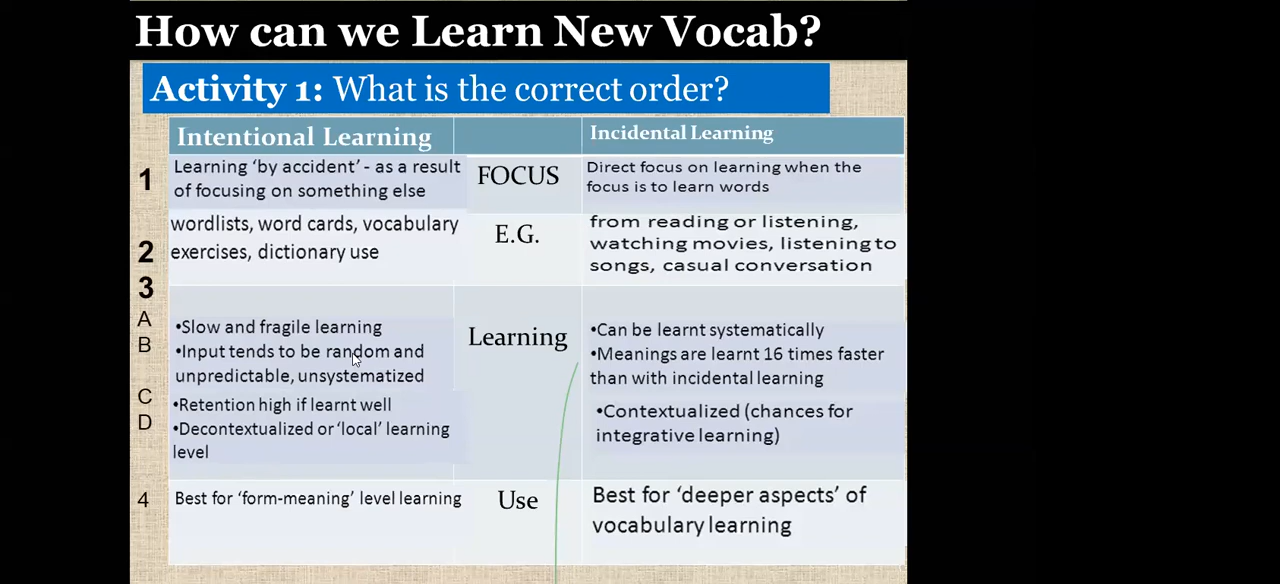 How can we Learn New Vocab?
Activity 1: What is the correct order?
Intentional Learning
Incidental Learning
1
Learning ‘by accident’ - as a result
of focusing on something else
FOCUS
Direct focus on learning when the
focus is to learn words
2
wordlists, word cards, vocabulary
exercises, dictionary use
E.G.
from reading or listening,
watching movies, listening to
songs, casual conversation
3
A
B
C
D
•Slow and fragile learning
•Input tends to be random and
unpredictable, unsystematized
•Retention high if learnt well
•Decontextualized or ‘local’ learning
level
Learning
•Can be learnt systematically
•Meanings are learnt 16 times faster
than with incidental learning
•Contextualized (chances for
integrative learning)
4
Best for ‘form-meaning’ level learning
Use
Best for ‘deeper aspects’ of
vocabulary learning